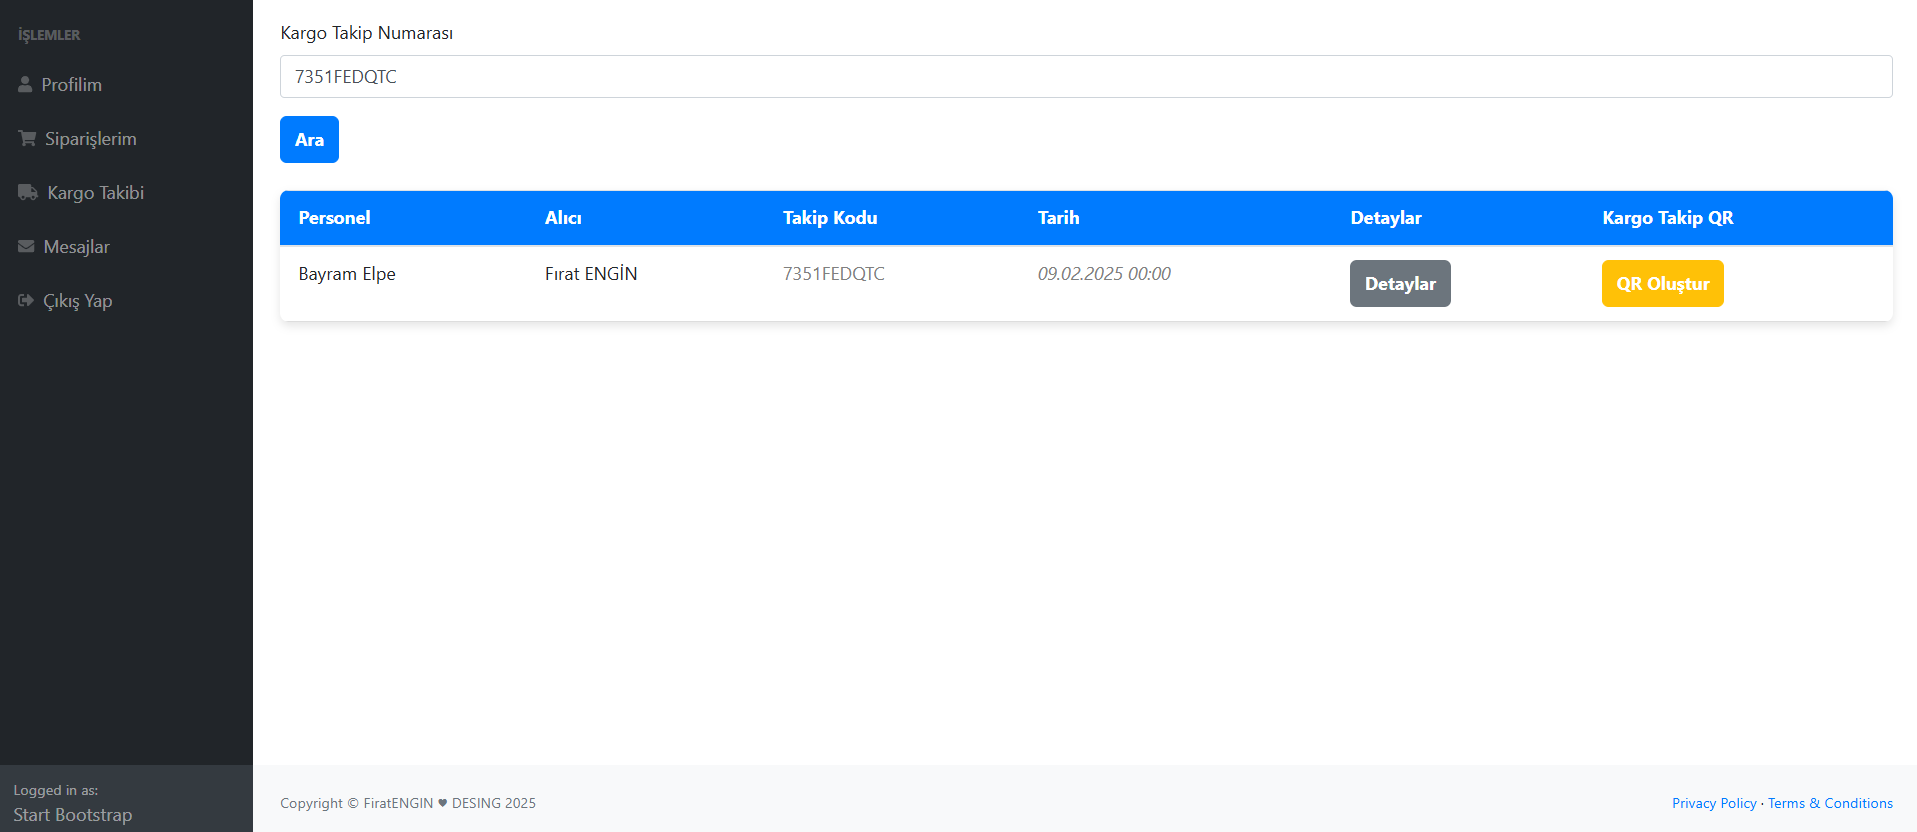 İŞLEMLER
Profilim
Siparişlerim
Kargo Takibi
Mesajlar
Çıkış Yap
Logged in as:
Start Bootstrap
Kargo Takip Numarası
7351FEDQTC
Ara
Personel Alıcı Takip Kodu Tarih Detaylar Kargo Takip QR
Bayram Elpe Fırat ENGİN 7351FEDQTC 09.02.2025 00:00 Detaylar QR Oluştur
Copyright © FiratENGIN ♥ DESING 2025
Privacy Policy · Terms & Conditions